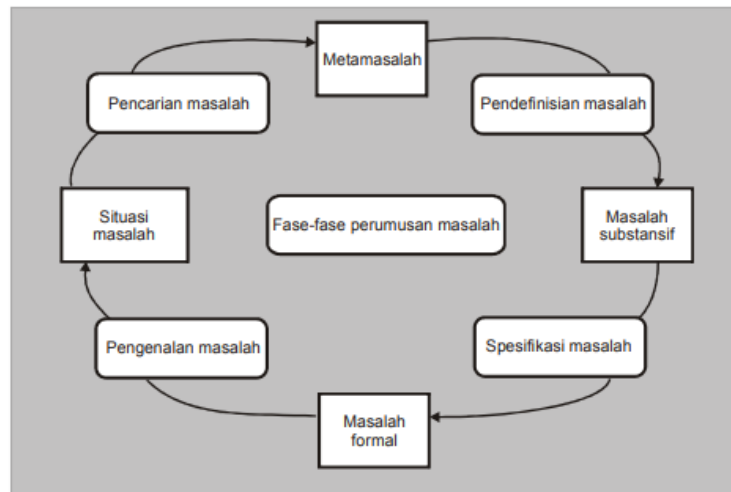 Metamasalah
Pencarian masalah
Pendefinisian masalah
Situasi
masalah
Fase-fase perumusan masalah
Masalah
substansif
Pengenalan masalah
Spesifikasi masalah
Masalah
formal